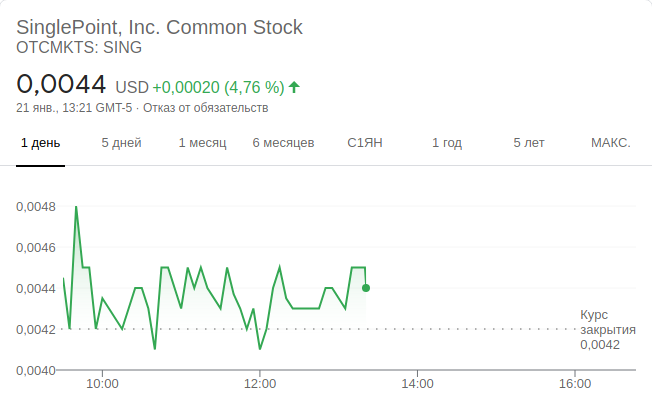 SinglePoint, Inc. Common Stock
OTCMKTS: SING
0,0044 USD +0,00020 (4,76 %)
21 янв., 13:21 GMT-5 · Отказ от обязательств
1 день 5 дней 1 месяц 6 месяцев С1ЯН 1 год 5 лет МАКС.
0,0048
0,0046
0,0044
0,0042
0,0040
Курс
закрытия
0,0042
10:00 12:00 14:00 16:00